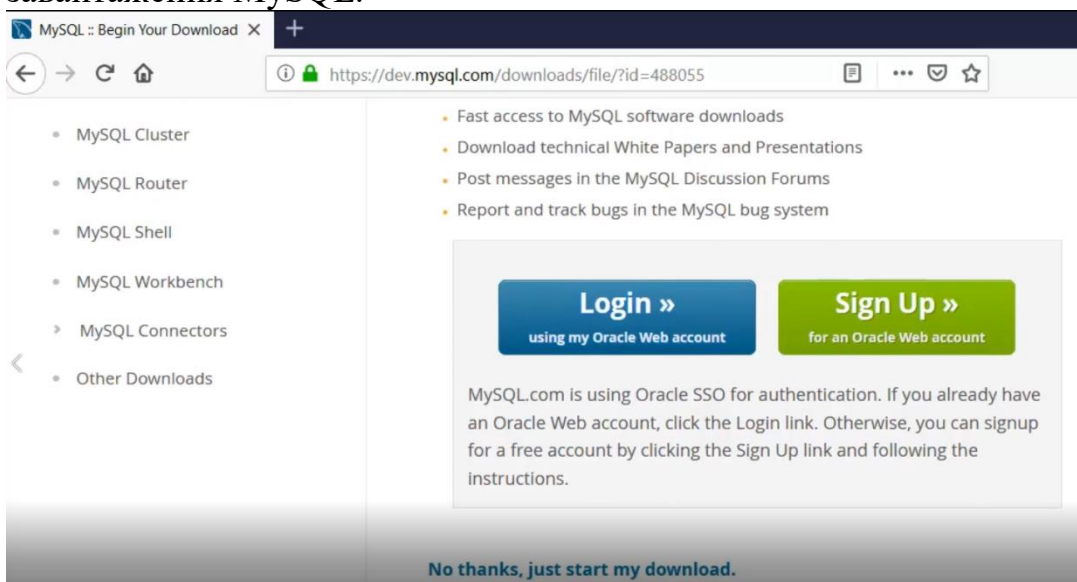 завантаження MySQL.
MySQL :: Begin Your Download
https://dev.mysql.com/downloads/file/?id=488055
MySQL Cluster
MySQL Router
MySQL Shell
MySQL Workbench
MySQL Connectors
Other Downloads
Fast access to MySQL software downloads
Download technical White Papers and Presentations
Post messages in the MySQL Discussion Forums
Report and track bugs in the MySQL bug system
Login »
using my Oracle Web account
Sign Up »
for an Oracle Web account
MySQL.com is using Oracle SSO for authentication. If you already have
an Oracle Web account, click the Login link. Otherwise, you can signup
for a free account by clicking the Sign Up link and following the
instructions.
No thanks, just start my download.